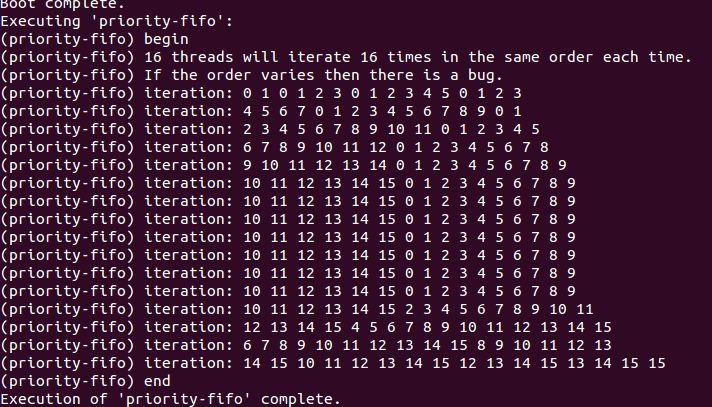 Boot complete.
Executing 'priority-fifo':
(priority-fifo) begin
(priority-fifo) 16 threads will iterate 16 times in the same order each time.
(priority-fifo) If the order varies then there is a bug.
(priority-fifo) iteration: 0 1 0 1 2 3 0 1 2 3 4 5 0 1 2 3
(priority-fifo) iteration: 4 5 6 7 0 1 2 3 4 5 6 7 8 9 0 1
(priority-fifo) iteration: 2 3 4 5 6 7 8 9 10 11 0 1 2 3 4 5
(priority-fifo) iteration: 6 7 8 9 10 11 12 0 1 2 3 4 5 6 7 8
(priority-fifo) iteration: 9 10 11 12 13 14 0 1 2 3 4 5 6 7 8 9
(priority-fifo) iteration: 10 11 12 13 14 15 0 1 2 3 4 5 6 7 8 9
(priority-fifo) iteration: 10 11 12 13 14 15 0 1 2 3 4 5 6 7 8 9
(priority-fifo) iteration: 10 11 12 13 14 15 0 1 2 3 4 5 6 7 8 9
(priority-fifo) iteration: 10 11 12 13 14 15 0 1 2 3 4 5 6 7 8 9
(priority-fifo) iteration: 10 11 12 13 14 15 0 1 2 3 4 5 6 7 8 9
(priority-fifo) iteration: 10 11 12 13 14 15 0 1 2 3 4 5 6 7 8 9
(priority-fifo) iteration: 10 11 12 13 14 15 0 1 2 3 4 5 6 7 8 9
(priority-fifo) iteration: 10 11 12 13 14 15 2 3 4 5 6 7 8 9 10 11
(priority-fifo) iteration: 12 13 14 15 4 5 6 7 8 9 10 11 12 13 14 15
(priority-fifo) iteration: 6 7 8 9 10 11 12 13 14 15 8 9 10 11 12 13
(priority-fifo) iteration: 14 15 10 11 12 13 14 15 12 13 14 15 13 14 15 15
(priority-fifo) end
Execution of 'priority-fifo' complete.